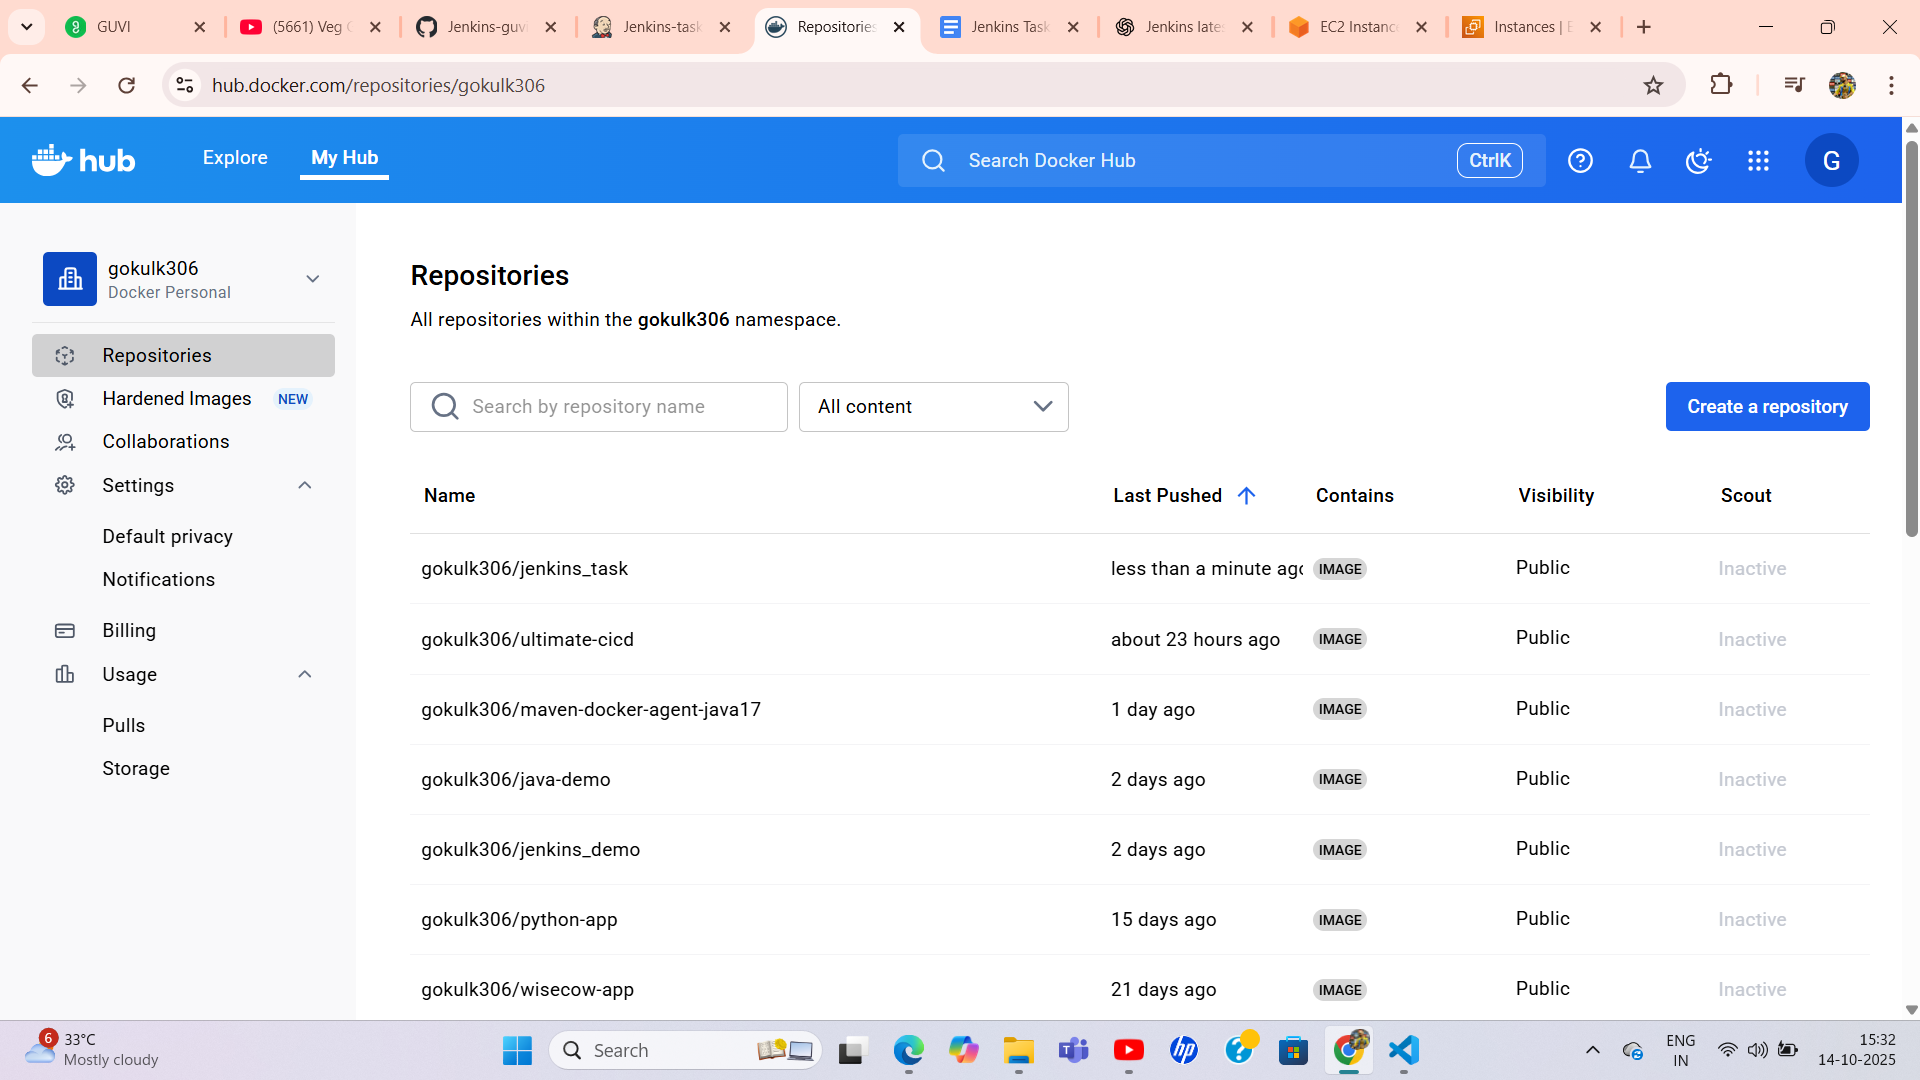 GUVI
(5661) Veg
Jenkins-guvi
Jenkins-task
Repositories
Jenkins Task
Jenkins late
EC2 Instance
Instances | E
hub.docker.com/repositories/gokulk306
hub
Explore
My Hub
Search Docker Hub
CtrlK
G
gokulk306
Docker Personal
Repositories
Hardened Images NEW
Collaborations
Settings
Default privacy
Notifications
Billing
Usage
Pulls
Storage
Repositories
All repositories within the gokulk306 namespace.
Search by repository name
All content
Create a repository
Name Last Pushed Contains Visibility Scout
gokulk306/jenkins_task less than a minute ago IMAGE Public Inactive
gokulk306/ultimate-cicd about 23 hours ago IMAGE Public Inactive
gokulk306/maven-docker-agent-java17 1 day ago IMAGE Public Inactive
gokulk306/java-demo 2 days ago IMAGE Public Inactive
gokulk306/jenkins_demo 2 days ago IMAGE Public Inactive
gokulk306/python-app 15 days ago IMAGE Public Inactive
gokulk306/wisecow-app 21 days ago IMAGE Public Inactive
6
33°C
Mostly cloudy
Search
ENG
IN
15:32
14-10-2025